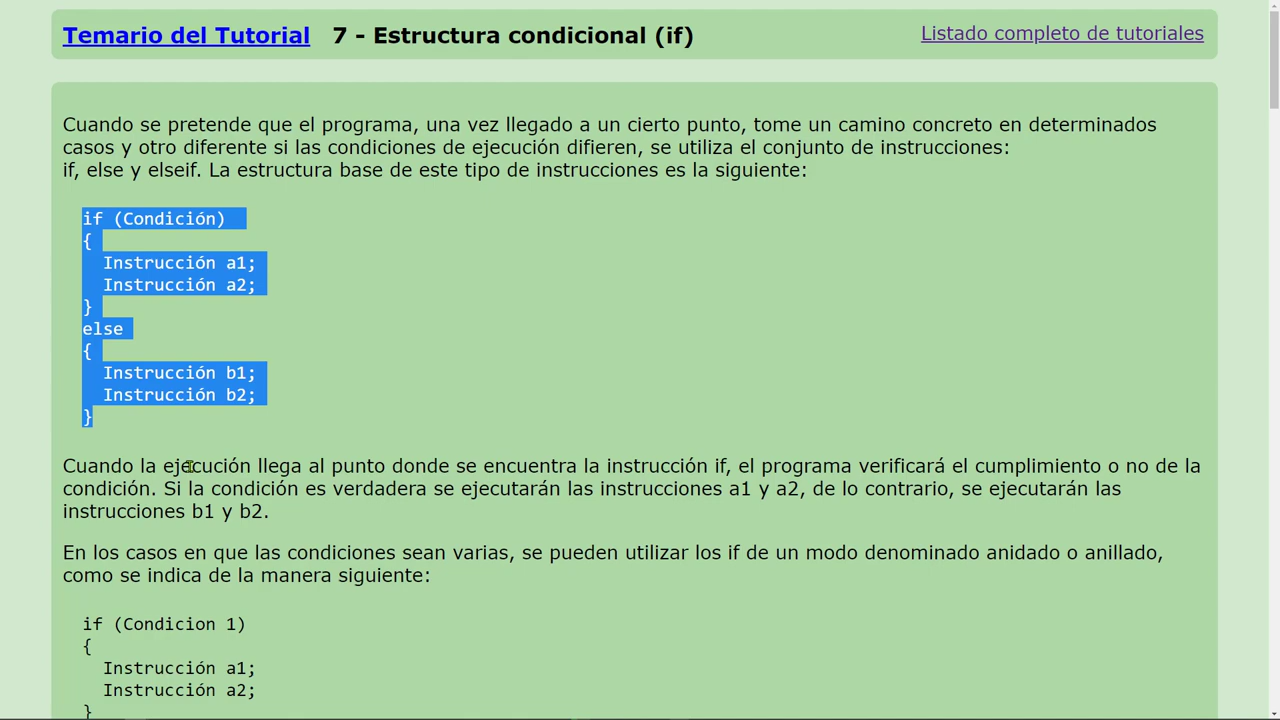 Temario del Tutorial 7 - Estructura condicional (if) Listado completo de tutoriales
Cuando se pretende que el programa, una vez llegado a un cierto punto, tome un camino concreto en determinados
casos y otro diferente si las condiciones de ejecución difieren, se utiliza el conjunto de instrucciones:
if, else y elseif. La estructura base de este tipo de instrucciones es la siguiente:
if (Condición)
{
Instrucción a1;
Instrucción a2;
}
else
{
Instrucción b1;
Instrucción b2;
}
Cuando la ejecución llega al punto donde se encuentra la instrucción if, el programa verificará el cumplimiento o no de la
condición. Si la condición es verdadera se ejecutarán las instrucciones a1 y a2, de lo contrario, se ejecutarán las
instrucciones b1 y b2.
En los casos en que las condiciones sean varias, se pueden utilizar los if de un modo denominado anidado o anillado,
como se indica de la manera siguiente:
if (Condicion 1)
{
Instrucción a1;
Instrucción a2;
}